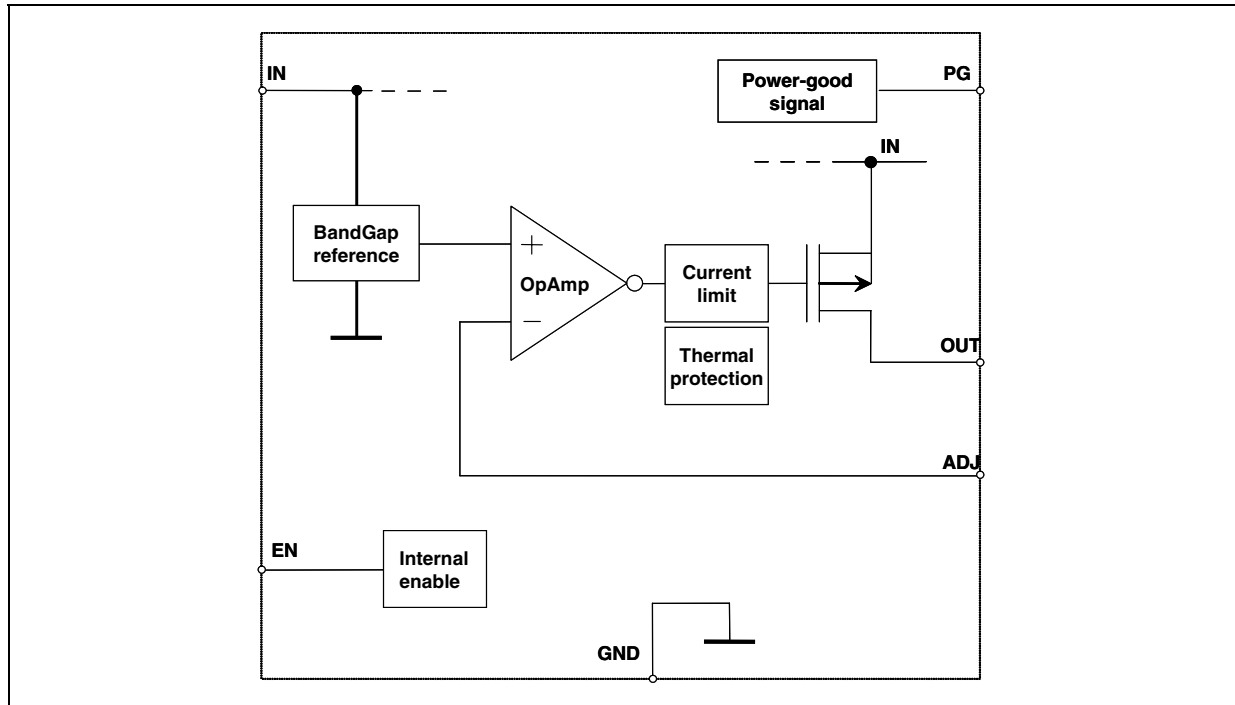 IN
PG
Power-good
signal
IN
BandGap
reference
+
OpAmp
−
Current
limit
Thermal
protection
OUT
ADJ
EN
Internal
enable
GND